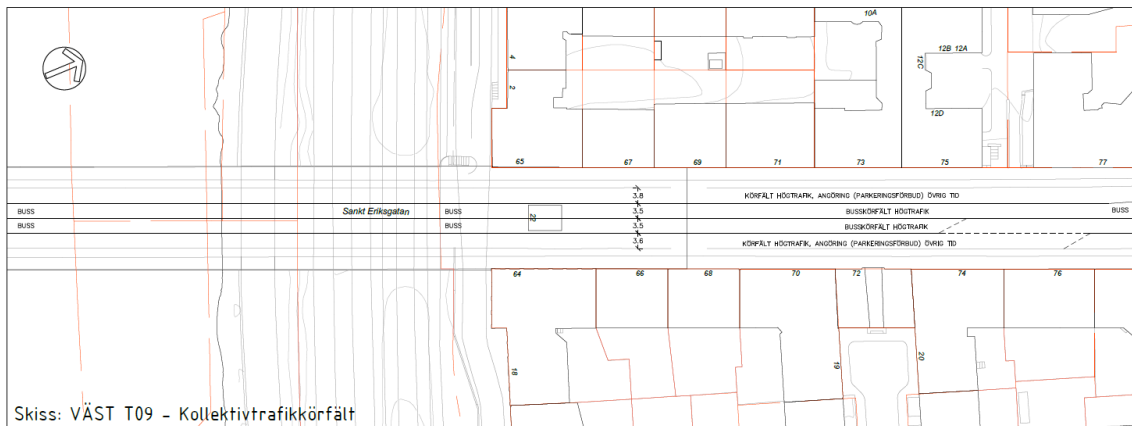 10A
12B 12A
12C
12D
4
2
65
67
69
71
73
75
77
3.8
KÖRFÄLT HÖGTRAFIK, ANGÖRING (PARKERINGSFÖRBUD) ÖVRIG TID
BUSS
Sankt Eriksgatan
BUSS
22
3.5
BUSSKÖRFÄLT HÖGTRAFIK
BUSS
BUSS
BUSS
3.5
BUSSKÖRFÄLT HÖGTRAFIK
3.6
KÖRFÄLT HÖGTRAFIK, ANGÖRING (PARKERINGSFÖRBUD) ÖVRIG TID
64
66
68
70
72
74
76
18
19
20
Skiss: VÄST T09 - Kollektivtrafikkörfält